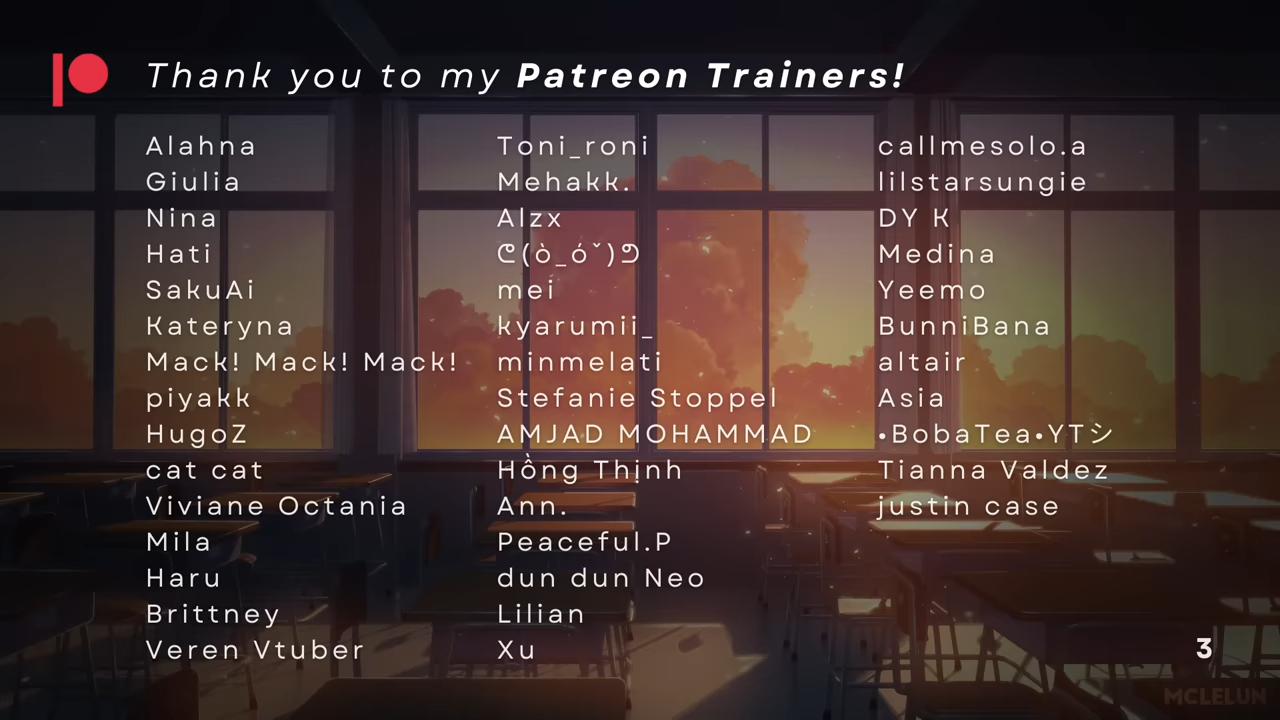 Thank you to my Patreon Trainers!
Alahna
Giulia
Nina
Hati
SakuAi
Kateryna
Mack! Mack! Mack!
piyakk
HugoZ
cat cat
Viviane Octania
Mila
Haru
Brittney
Veren Vtuber
Toni_roni
Mehakk.
Alzx
ᕦ(ò_óˇ)ᕤ
mei
kyarumii_
minmelati
Stefanie Stoppel
AMJAD MOHAMMAD
Hồng Thịnh
Ann.
Peaceful.P
dun dun Neo
Lilian
Xu
callmesolo.a
lilstarsungie
DY K
Medina
Yeemo
BunniBana
altair
Asia
•BobaTea•YTシ
Tianna Valdez
justin case
3
MCLELUN